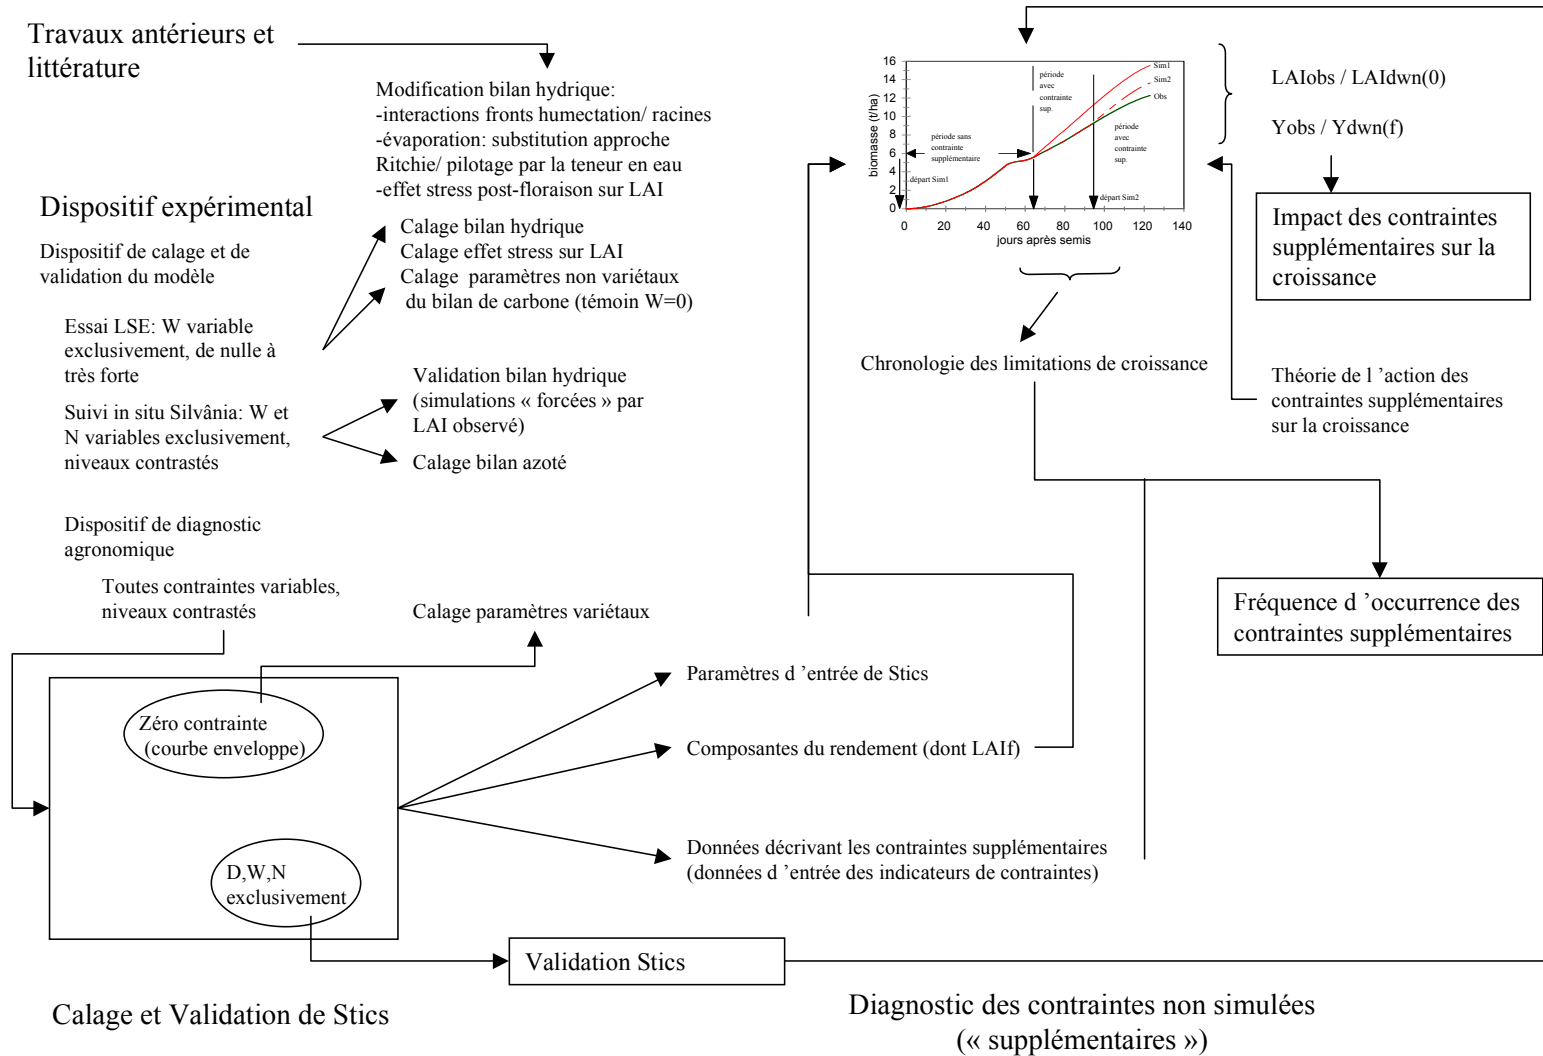 Travaux antérieurs et
littérature
Modification bilan hydrique:
-interactions fronts humectation/ racines
-évaporation: substitution approche
Ritchie/ pilotage par la teneur en eau
-effet stress post-floraison sur LAI
Dispositif expérimental
Dispositif de calage et de
validation du modèle
Calage bilan hydrique
Calage effet stress sur LAI
Calage paramètres non variétaux
du bilan de carbone (témoin W=0)
Essai LSE: W variable
exclusivement, de nulle à
très forte
Suivi in situ Silvânia: W et
N variables exclusivement,
niveaux contrastés
Validation bilan hydrique
(simulations « forcées » par
LAI observé)
Calage bilan azoté
Dispositif de diagnostic
agronomique
Toutes contraintes variables,
niveaux contrastés
Calage paramètres variétaux
Zéro contrainte
(courbe enveloppe)
D,W,N
exclusivement
Paramètres d ’entrée de Stics
Composantes du rendement (dont LAIf)
Données décrivant les contraintes supplémentaires
(données d ’entrée des indicateurs de contraintes)
Validation Stics
Calage et Validation de Stics
biomasse (t/ha)
16
14
12
10
8
6
4
2
0
0 20 40 60 80 100 120 140
jours après semis
période sans
contrainte
supplémentaire
départ Sim1
période
avec
contrainte
sup.
période
avec
contrainte
sup.
départ Sim2
Sim1
Sim2
Obs
LAIobs / LAIdwn(0)
Yobs / Ydwn(f)
Impact des contraintes
supplémentaires sur la
croissance
Chronologie des limitations de croissance
Théorie de l ’action des
contraintes supplémentaires
sur la croissance
Fréquence d ’occurrence des
contraintes supplémentaires
Diagnostic des contraintes non simulées
(« supplémentaires »)